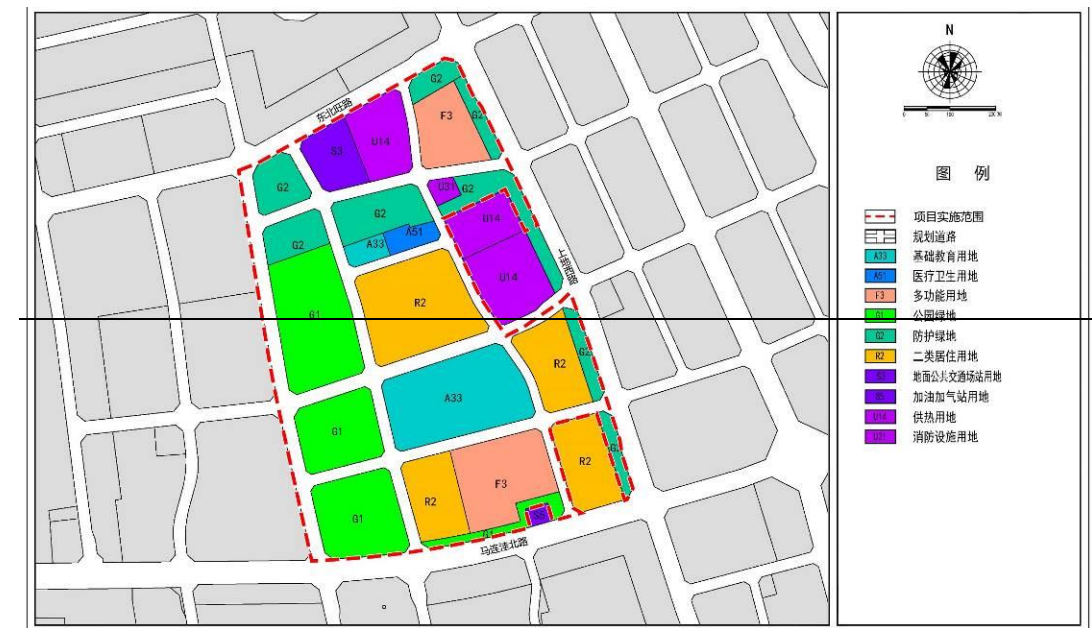 N
图 例
项目实施范围
规划道路
A33 基础教育用地
A51 医疗卫生用地
F3 多功能用地
G1 公园绿地
G2 防护绿地
R2 二类居住用地
S3 地面公共交通场站用地
S5 加油加气站用地
U14 供热用地
U31 消防设施用地
东北旺路
G2
F3
G2
S3
U14
G2
U31
G2
G2
U14
A51
A33
G2
U14
R2
G1
G2
R2
A33
G1
G2
R2
R2
F3
S5
G1
G1
马连洼北路